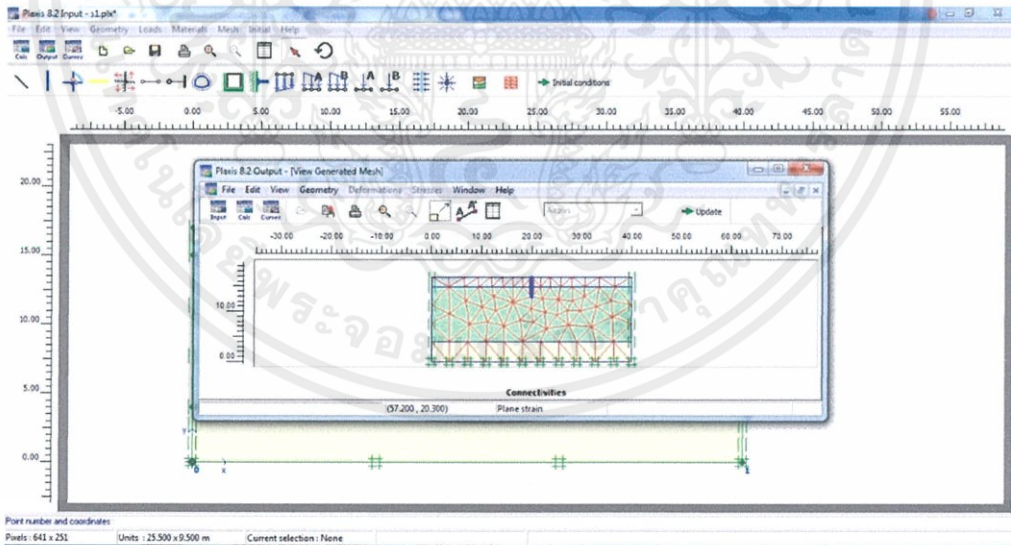 Plaxis 8.2 Input - s1.plx*
File Edit View Geometry Loads Materials Mesh Initial Help
Calc Output Curves
Initial conditions
-5.00 0.00 5.00 10.00 15.00 20.00 25.00 30.00 35.00 40.00 45.00 50.00 55.00
20.00
15.00
10.00
5.00
0.00
Plaxis 8.2 Output - [View Generated Mesh]
File Edit View Geometry Deformations Stresses Window Help
Input Calc Curves
Update
-30.00 -20.00 -10.00 0.00 10.00 20.00 30.00 40.00 50.00 60.00 70.00
10.00
0.00
Connectivities
(57.200 , 20.300) Plane strain
y
0 x 1
Point number and coordinates
Pixels : 641 x 251 Units : 25.500 x 9.500 m Current selection : None